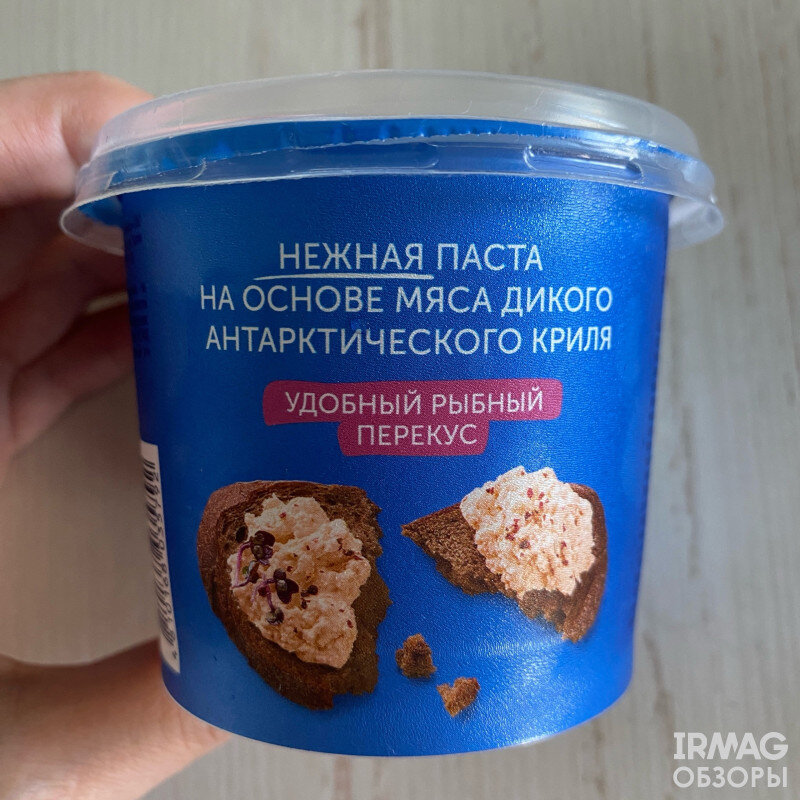 НЕЖНАЯ ПАСТА
НА ОСНОВЕ МЯСА ДИКОГО
АНТАРКТИЧЕСКОГО КРИЛЯ
УДОБНЫЙ РЫБНЫЙ
ПЕРЕКУС
IRMAG
ОБЗОРЫ